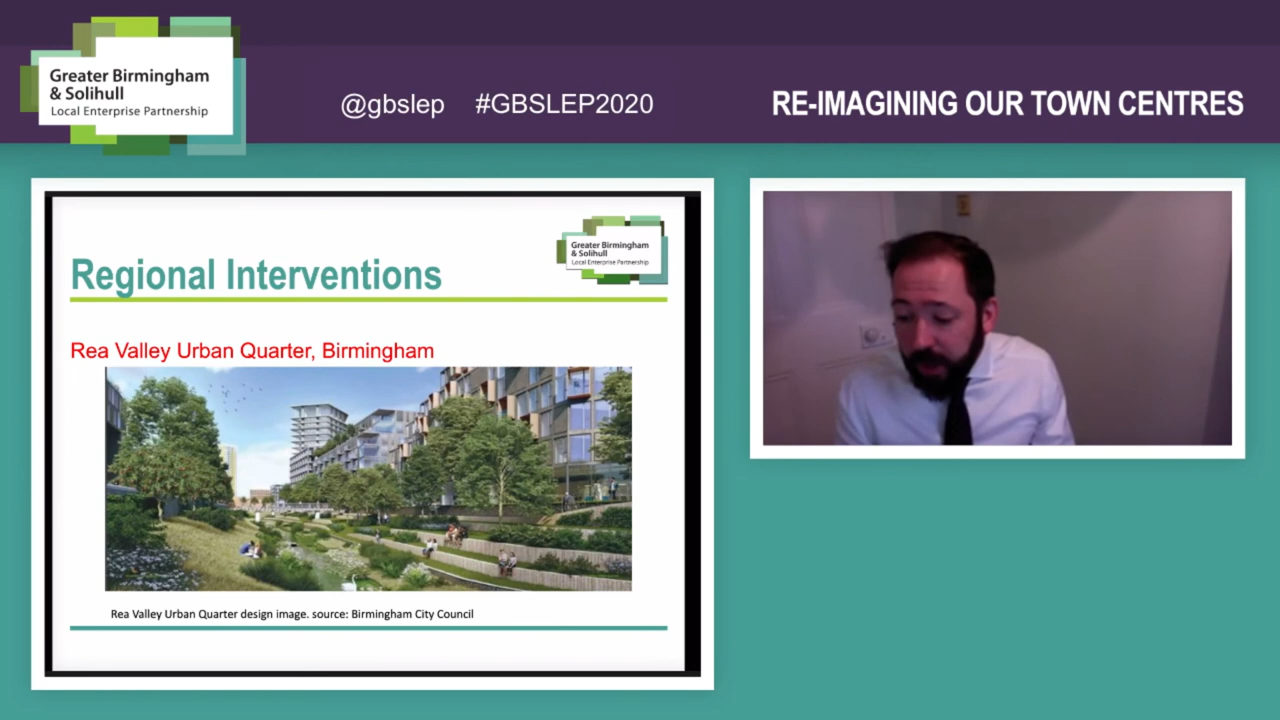 Greater Birmingham
& Solihull
Local Enterprise Partnership
@gbslep #GBSLEP2020
RE-IMAGINING OUR TOWN CENTRES
Greater Birmingham
& Solihull
Local Enterprise Partnership
Regional Interventions
Rea Valley Urban Quarter, Birmingham
Rea Valley Urban Quarter design image. source: Birmingham City Council